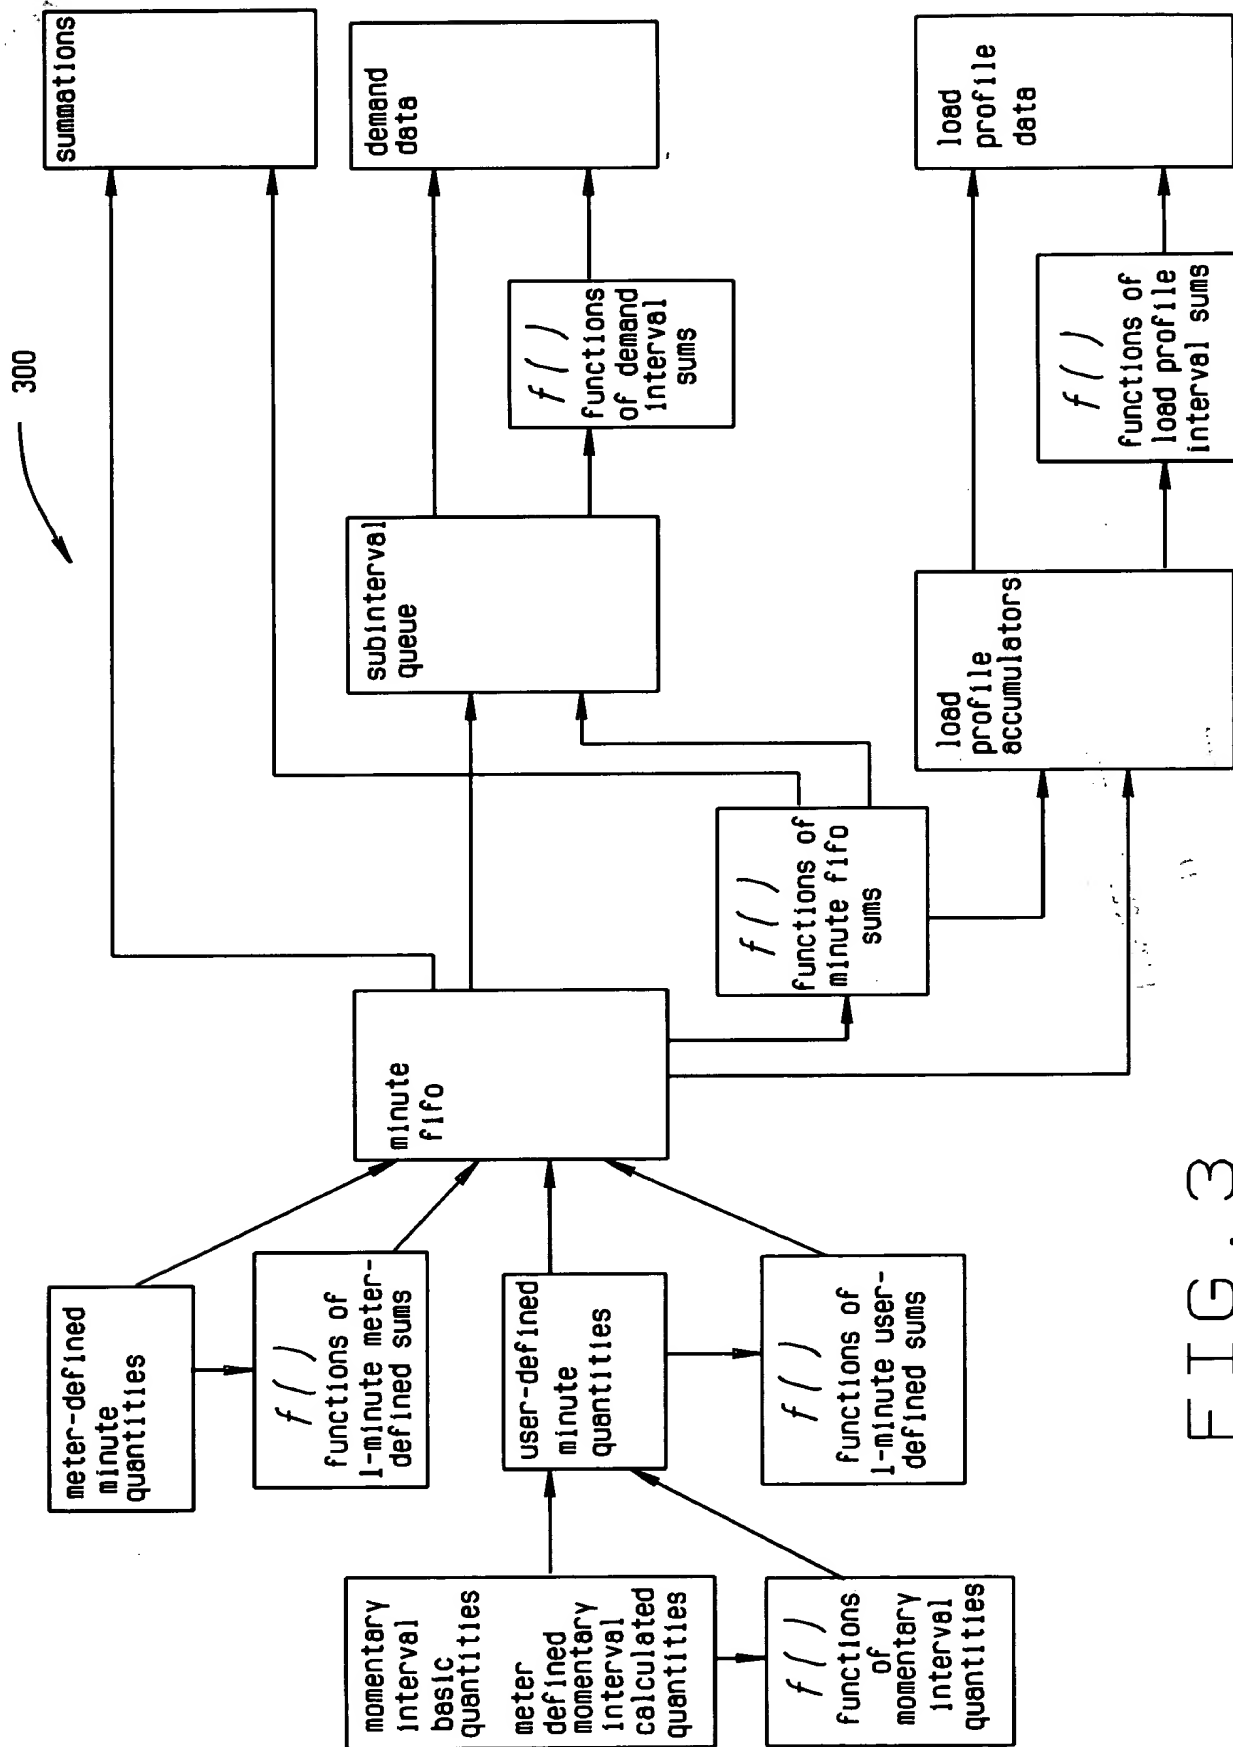 300
meter-defined
minute
quantities
f()
functions of
1-minute meter-
defined sums
momentary
interval
basic
quantities
meter
defined
momentary
interval
calculated
quantities
user-defined
minute
quantities
f()
functions
of
momentary
interval
quantities
f()
functions of
1-minute user-
defined sums
minute
fifo
f()
functions of
minute fifo
sums
subinterval
queue
f()
functions
of demand
interval
sums
load
profile
accumulators
f()
functions of
load profile
interval sums
summations
demand
data
load
profile
data
FIG. 3